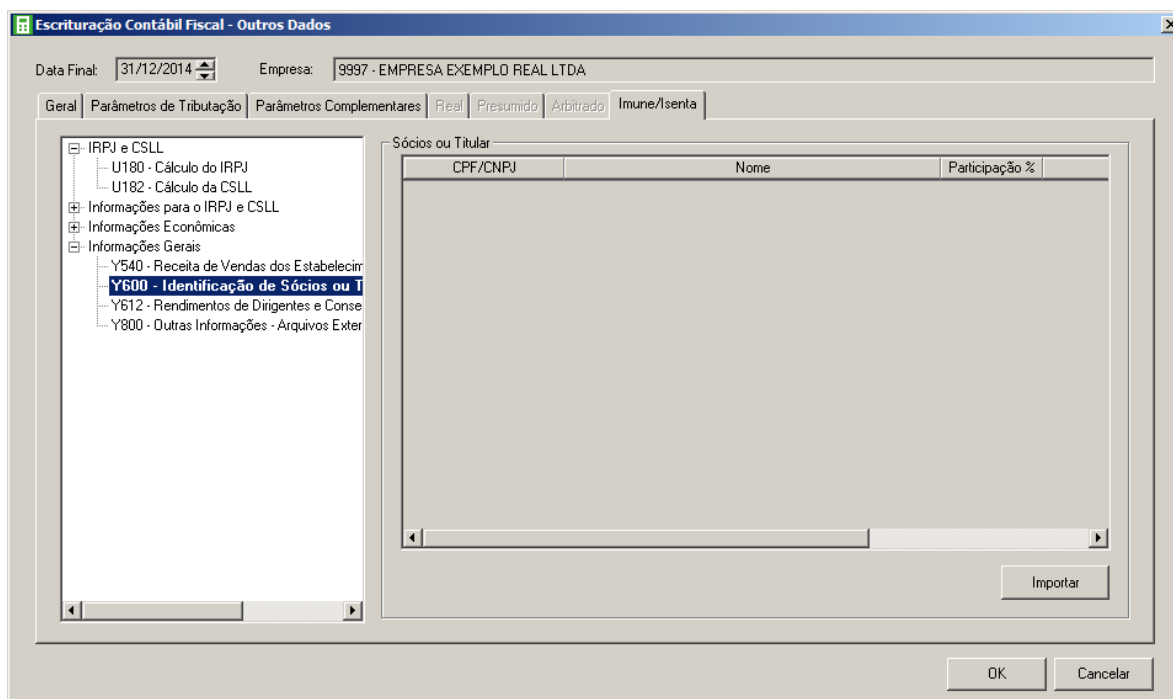 Escrituração Contábil Fiscal - Outros Dados
Data Final: 31/12/2014 Empresa: 9997 - EMPRESA EXEMPLO REAL LTDA
Geral Parâmetros de Tributação Parâmetros Complementares Real Presumido Arbitrado Imune/Isenta
IRPJ e CSLL
U180 - Cálculo do IRPJ
U182 - Cálculo da CSLL
Informações para o IRPJ e CSLL
Informações Econômicas
Informações Gerais
Y540 - Receita de Vendas dos Estabelecim
Y600 - Identificação de Sócios ou T
Y612 - Rendimentos de Dirigentes e Conse
Y800 - Outras Informações - Arquivos Exter
Sócios ou Titular
CPF/CNPJ Nome Participação %
Importar
OK Cancelar